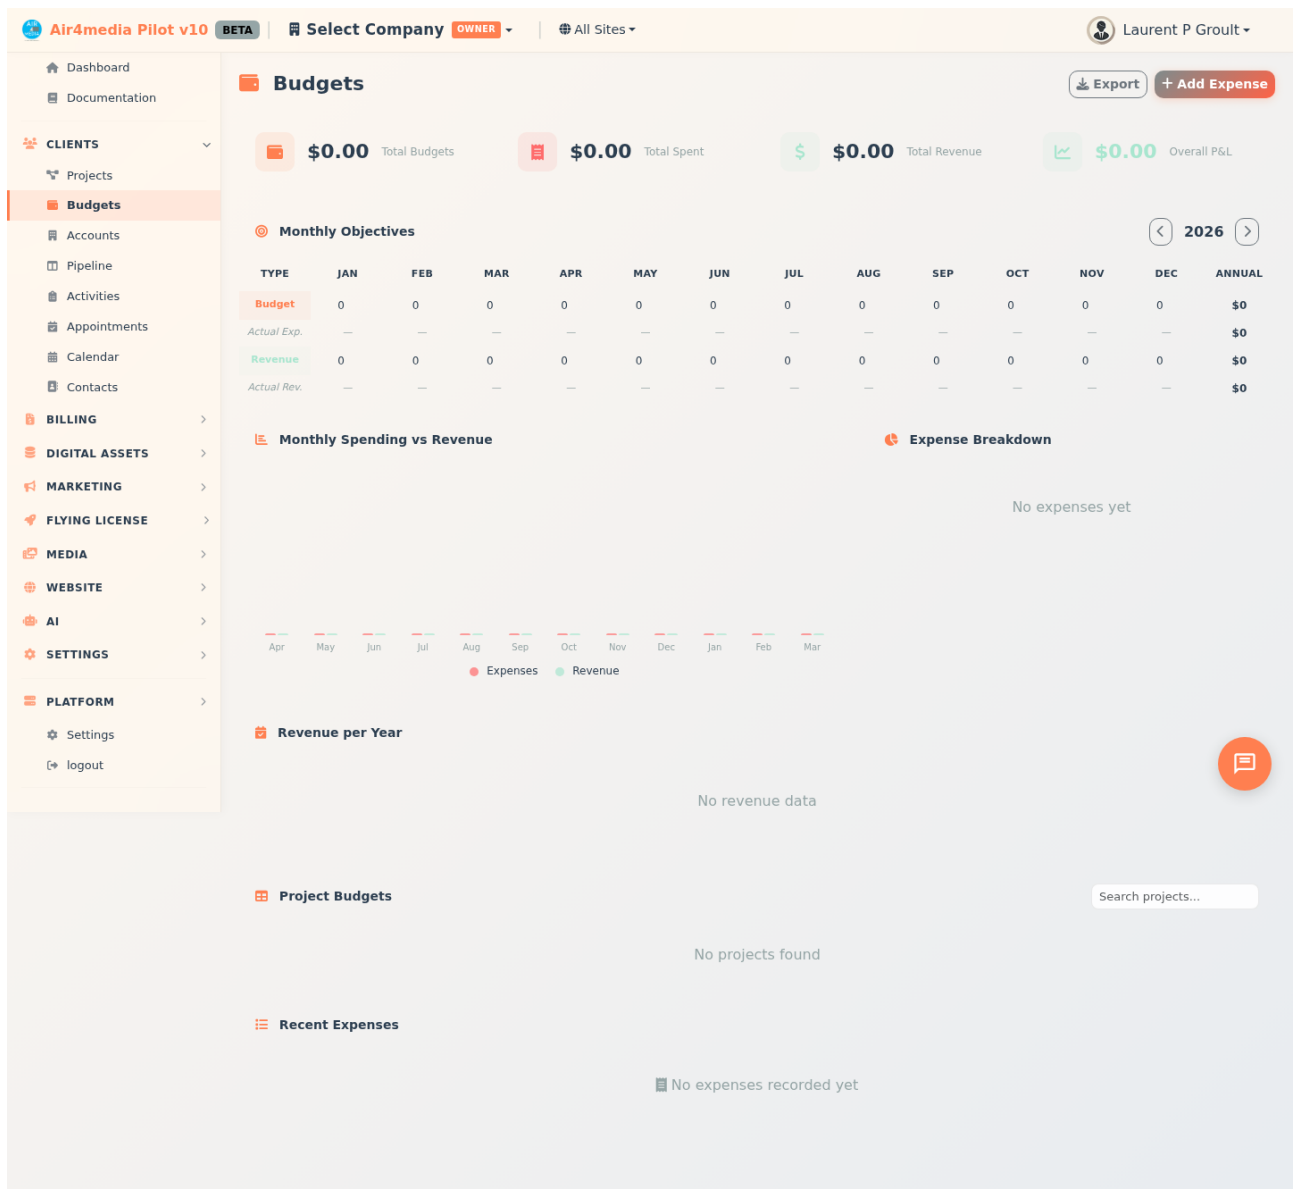 Air4media Pilot v10 BETA Select Company OWNER All Sites Laurent P Groult
Dashboard
Documentation
CLIENTS
Projects
Budgets
Accounts
Pipeline
Activities
Appointments
Calendar
Contacts
BILLING
DIGITAL ASSETS
MARKETING
FLYING LICENSE
MEDIA
WEBSITE
AI
SETTINGS
PLATFORM
Settings
logout
Budgets Export + Add Expense
$0.00 Total Budgets $0.00 Total Spent $0.00 Total Revenue $0.00 Overall P&L
Monthly Objectives 2026
TYPE JAN FEB MAR APR MAY JUN JUL AUG SEP OCT NOV DEC ANNUAL
Budget 0 0 0 0 0 0 0 0 0 0 0 0 $0
Actual Exp. — — — — — — — — — — — — $0
Revenue 0 0 0 0 0 0 0 0 0 0 0 0 $0
Actual Rev. — — — — — — — — — — — — $0
Monthly Spending vs Revenue
Apr May Jun Jul Aug Sep Oct Nov Dec Jan Feb Mar
Expenses Revenue
Expense Breakdown
No expenses yet
Revenue per Year
No revenue data
Project Budgets Search projects...
No projects found
Recent Expenses
No expenses recorded yet